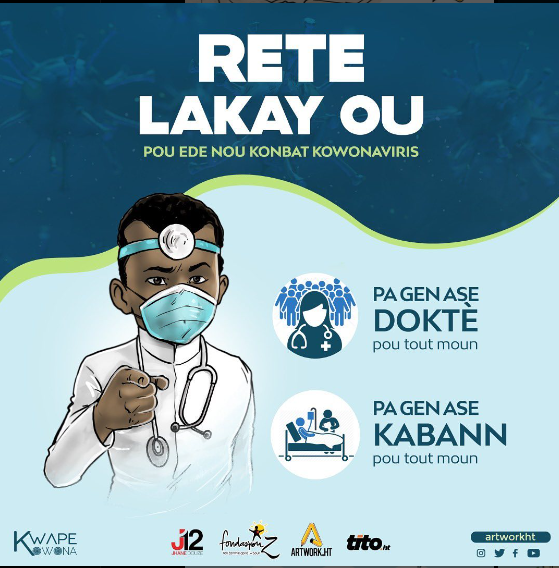 RETE
LAKAY OU
POU EDE NOU KONBAT KOWONAVIRIS
PA GEN ASE
DOKTÈ
pou tout moun
PA GEN ASE
KABANN
pou tout moun
KWAPE
KOWONA
J12
fondasyon Z
ARTWORK.HT
tito.ht
artworkht